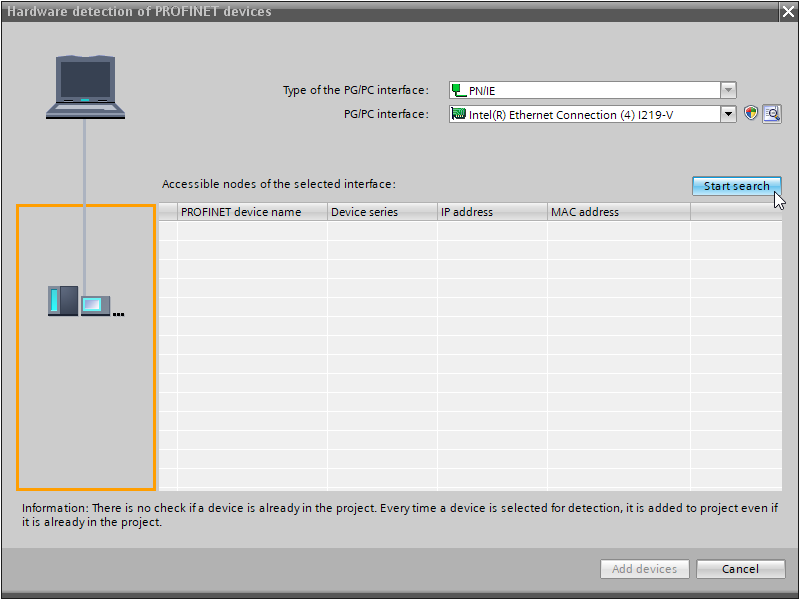 Hardware detection of PROFINET devices
Type of the PG/PC interface:
PN/IE
PG/PC interface:
Intel(R) Ethernet Connection (4) I219-V
Accessible nodes of the selected interface:
Start search
PROFINET device name
Device series
IP address
MAC address
Information: There is no check if a device is already in the project. Every time a device is selected for detection, it is added to project even if
it is already in the project.
Add devices
Cancel